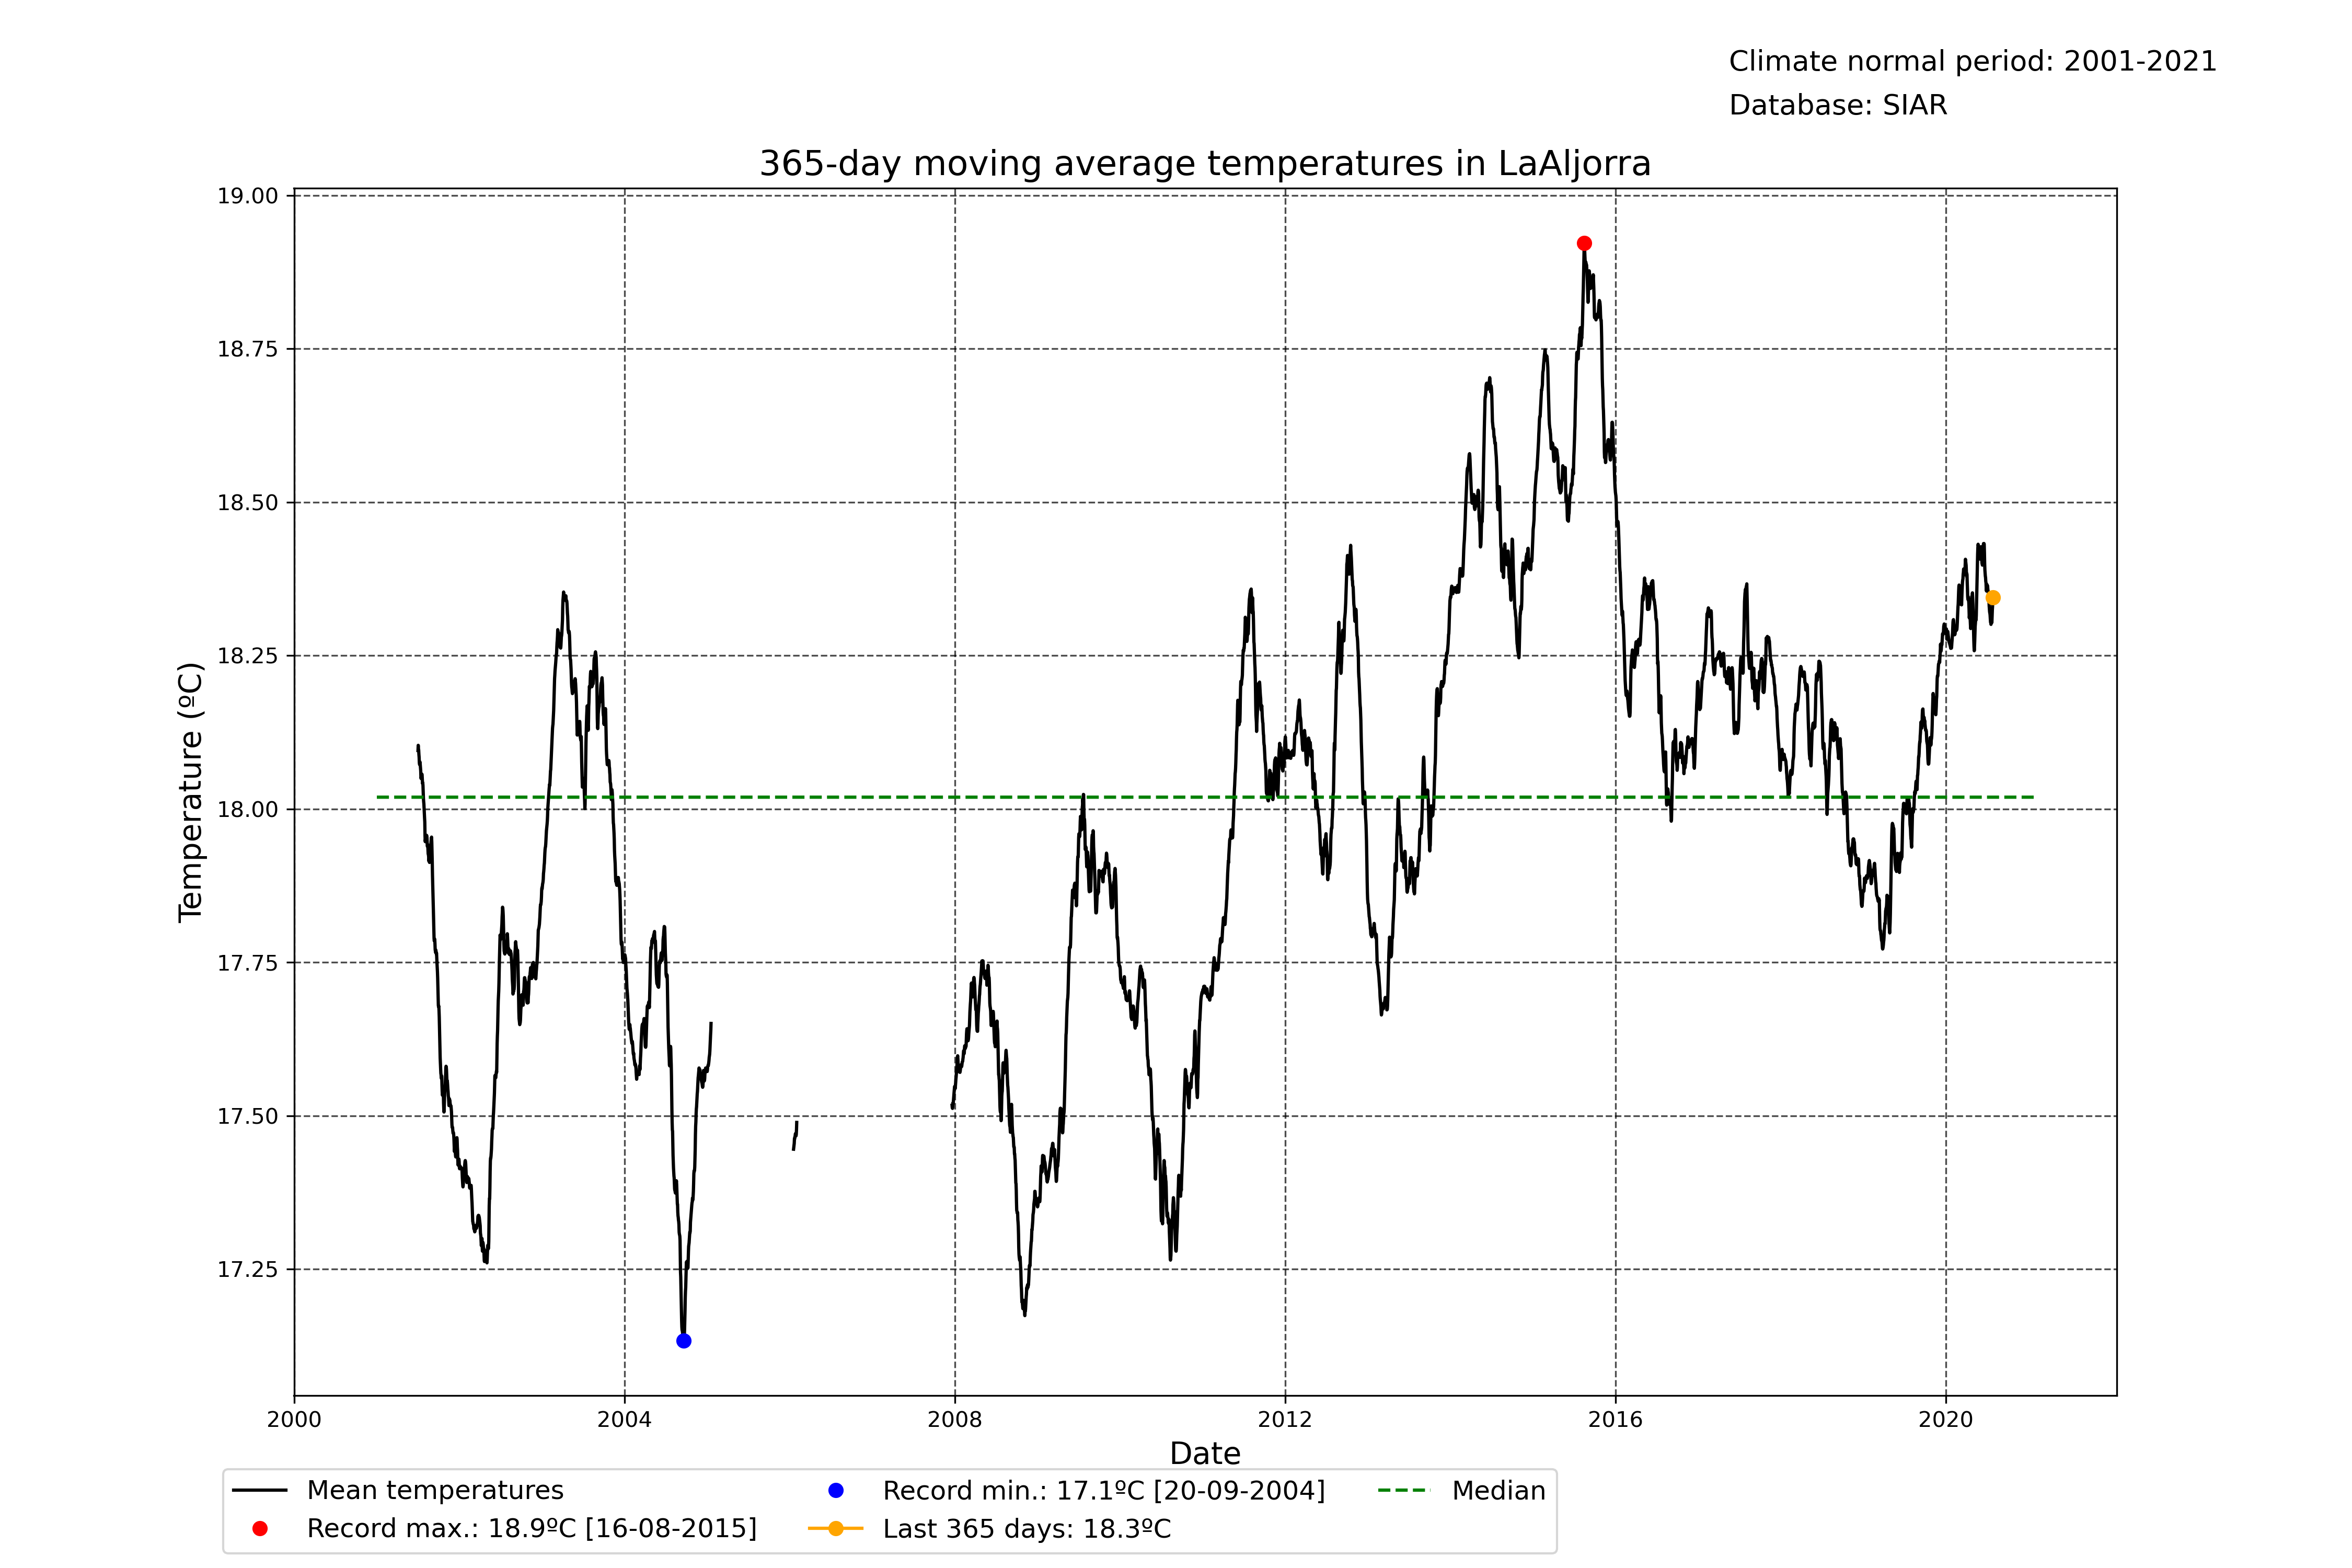 Climate normal period: 2001-2021
Database: SIAR
365-day moving average temperatures in LaAljorra
19.00
18.75
18.50
18.25
18.00
17.75
17.50
17.25
Temperature (ºC)
2000 2004 2008 2012 2016 2020
Date
Mean temperatures
Record max.: 18.9ºC [16-08-2015]
Record min.: 17.1ºC [20-09-2004]
Last 365 days: 18.3ºC
Median